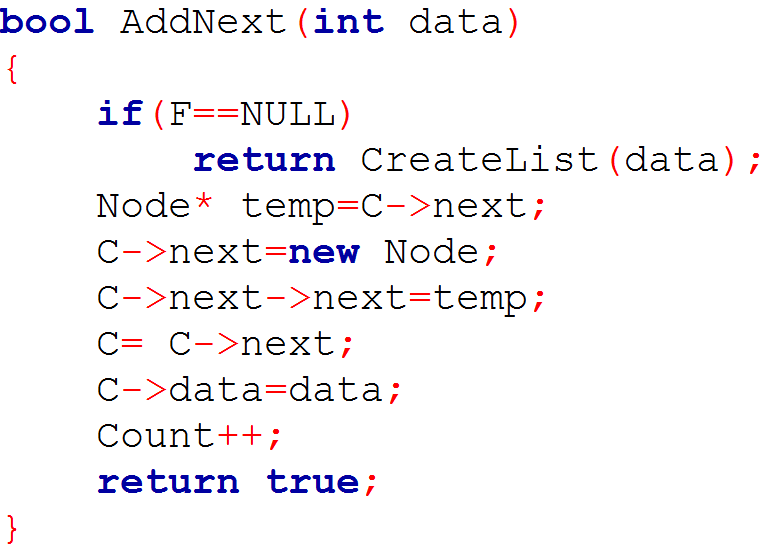 bool AddNext(int data)
{
if(F==NULL)
return CreateList(data);
Node* temp=C->next;
C->next=new Node;
C->next->next=temp;
C= C->next;
C->data=data;
Count++;
return true;
}